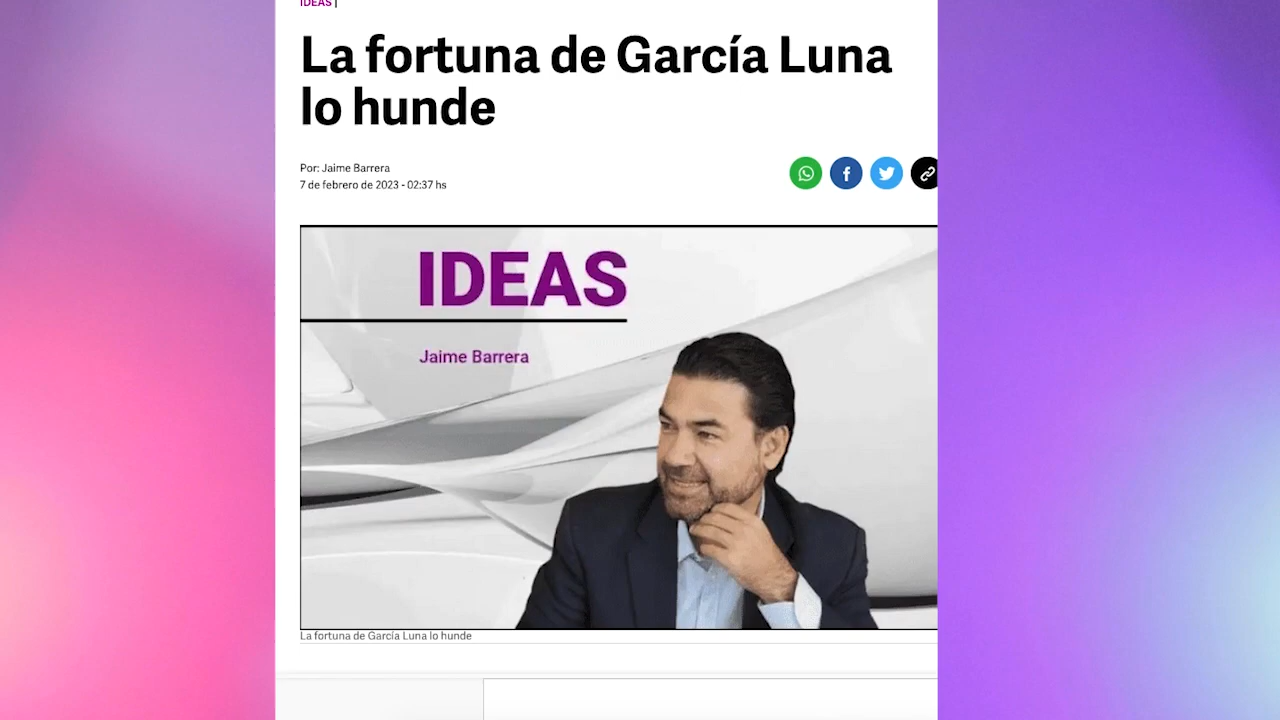 IDEAS |
La fortuna de García Luna
lo hunde
Por: Jaime Barrera
7 de febrero de 2023 - 02:37 hs
IDEAS
Jaime Barrera
La fortuna de García Luna lo hunde